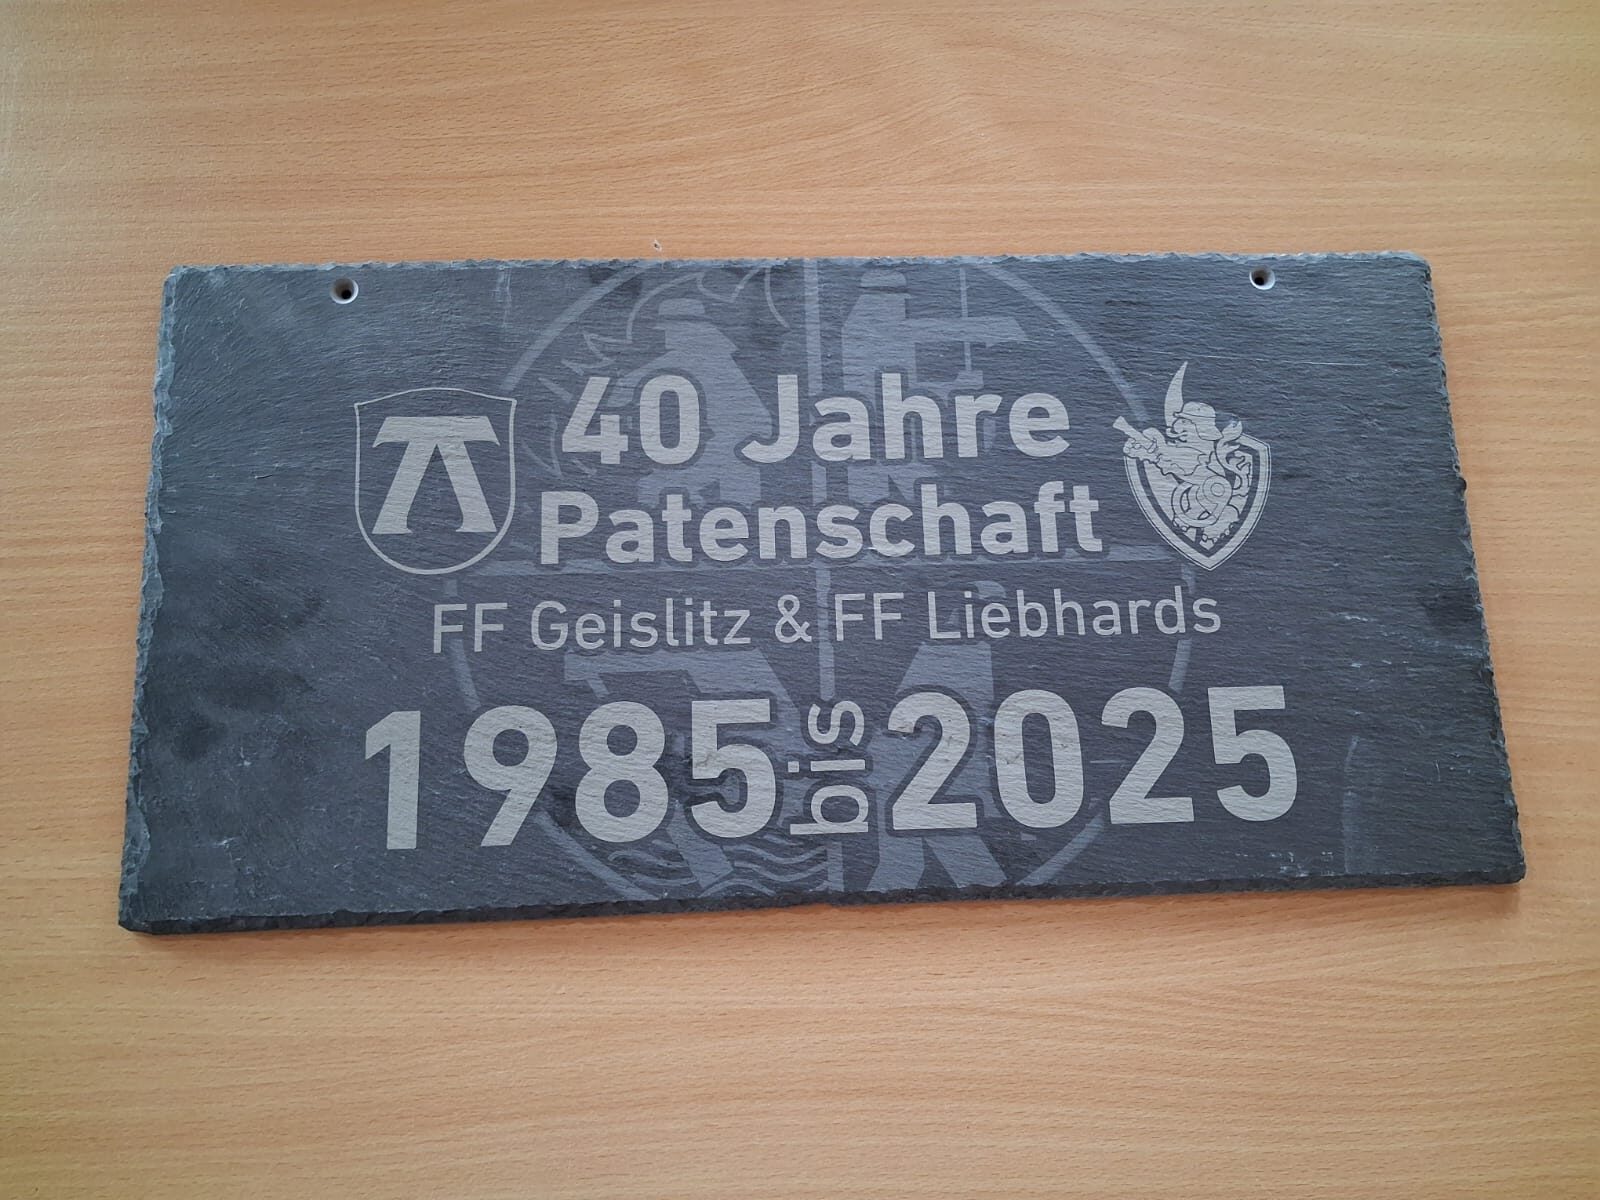 40 Jahre
Patenschaft
FF Geislitz & FF Liebhards
1985 bis 2025